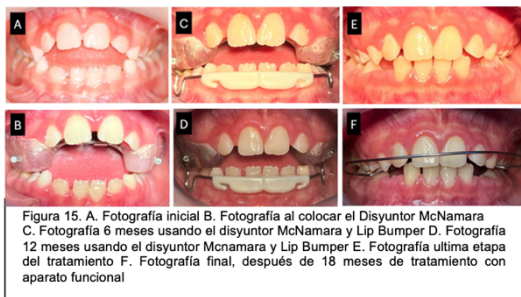 A
C
E
B
D
F
Figura 15. A. Fotografía inicial B. Fotografía al colocar el Disyuntor McNamara
C. Fotografía 6 meses usando el disyuntor McNamara y Lip Bumper D. Fotografía
12 meses usando el disyuntor Mcnamara y Lip Bumper E. Fotografía ultima etapa
del tratamiento F. Fotografía final, después de 18 meses de tratamiento con
aparato funcional